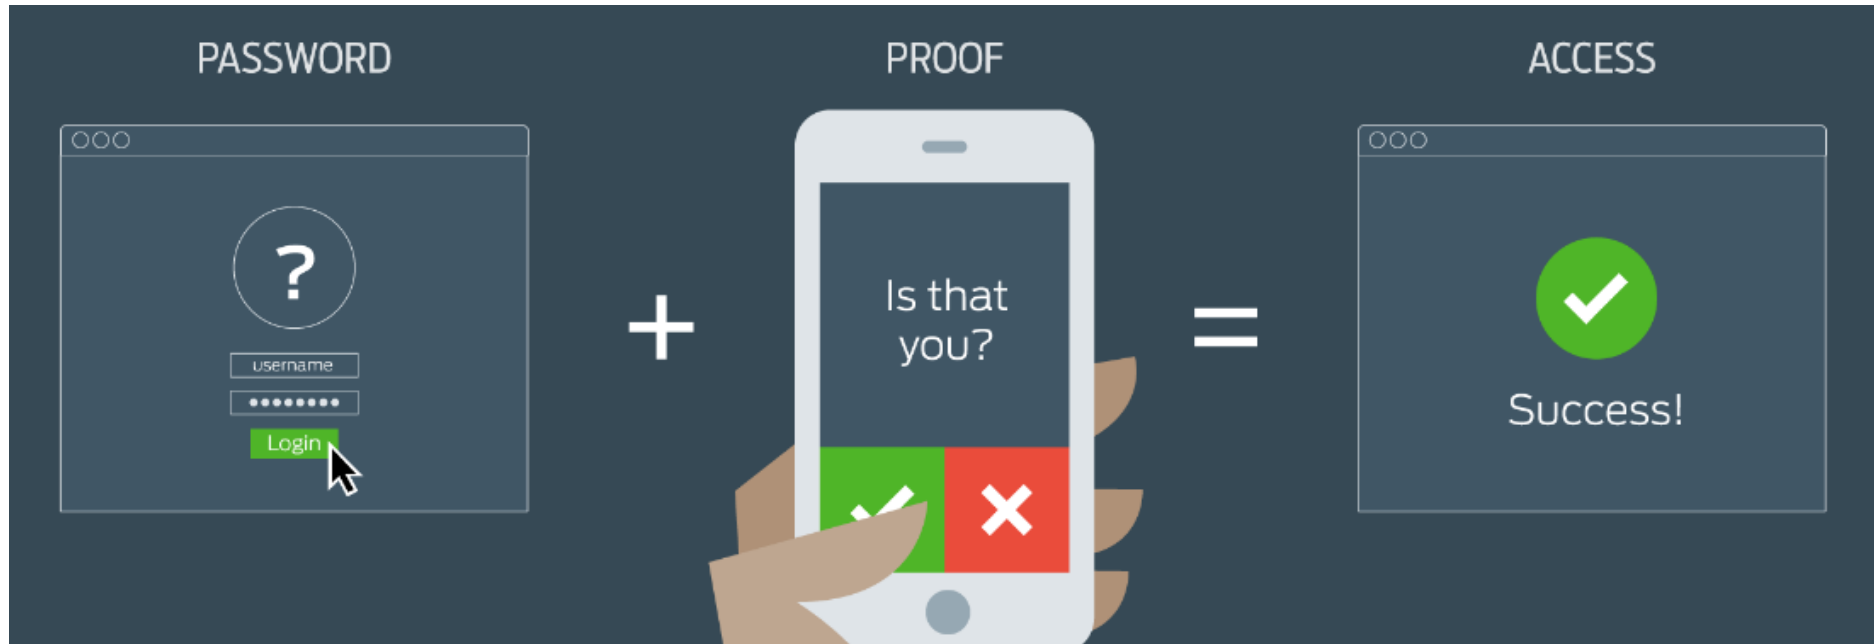 PASSWORD
PROOF
ACCESS
?
username
••••••••
Login
+
Is that
you?
=
Success!